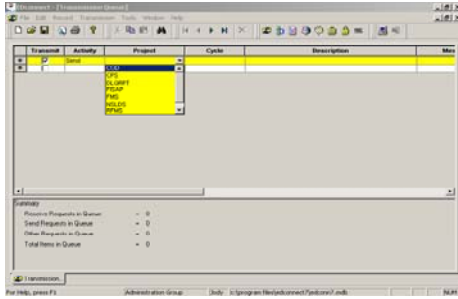 EDconnect - [Transmission Queue]
File Edit Record Transmission Tools Window Help
Transmit Activity Project Cycle Description
Send
COD
CPS
DLGRFT
FISAP
FMS
NSLDS
RFMS
Summary
Receive Requests in Queue = 0
Send Requests in Queue = 0
Other Requests in Queue = 0
Total Items in Queue = 0
Transmission
For Help, press F1 Administration Group Jody NUM